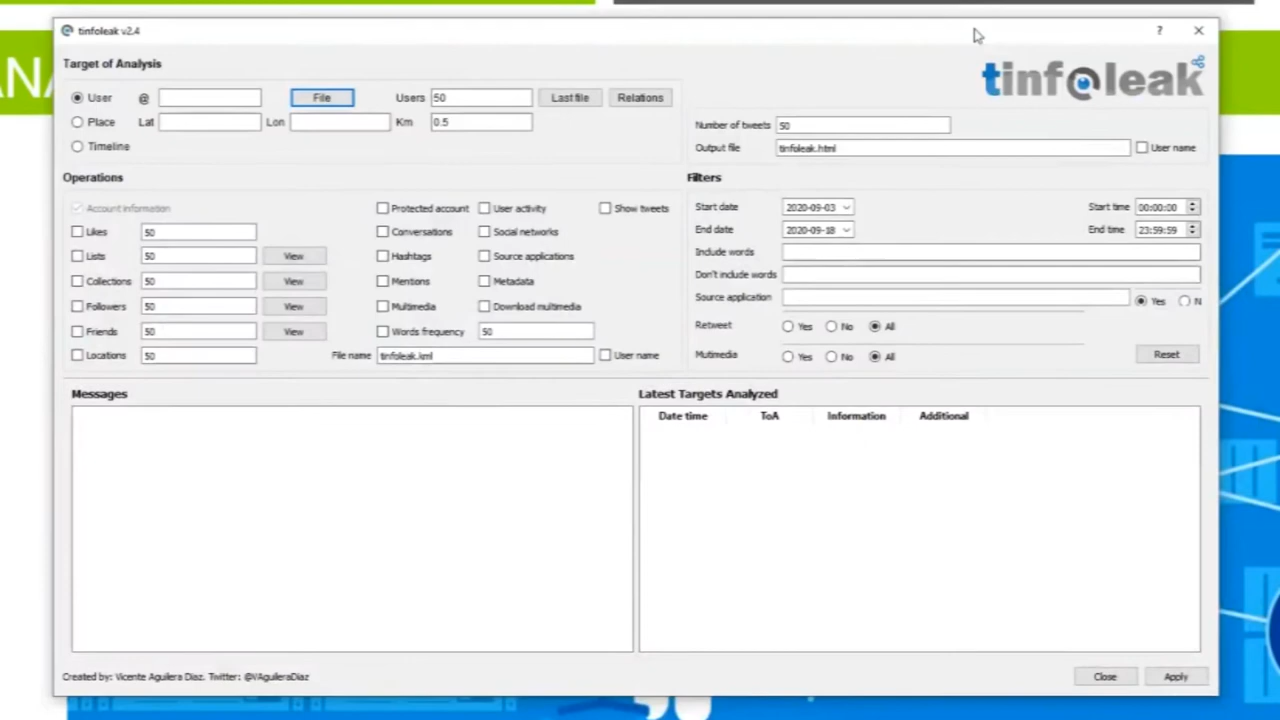 tinfoleak v2.4
?
Target of Analysis
tinfoleak
User @ File Users 50 Last file Relations
Place Lat Lon Km 0.5
Timeline
Number of tweets 50
Output file tinfoleak.html User name
Operations
Account information Protected account User activity Show tweets
Likes 50 Conversations Social networks
Lists 50 View Hashtags Source applications
Collections 50 View Mentions Metadata
Followers 50 View Multimedia Download multimedia
Friends 50 View Words frequency 50
Locations 50 File name tinfoleak.kml User name
Filters
Start date 2020-09-03 Start time 00:00:00
End date 2020-09-18 End time 23:59:59
Include words
Don't include words
Source application Yes N
Retweet Yes No All
Mutimedia Yes No All
Reset
Messages
Latest Targets Analyzed
Date time ToA Information Additional
Created by: Vicente Aguilera Diaz. Twitter: @VAguileraDiaz
Close Apply